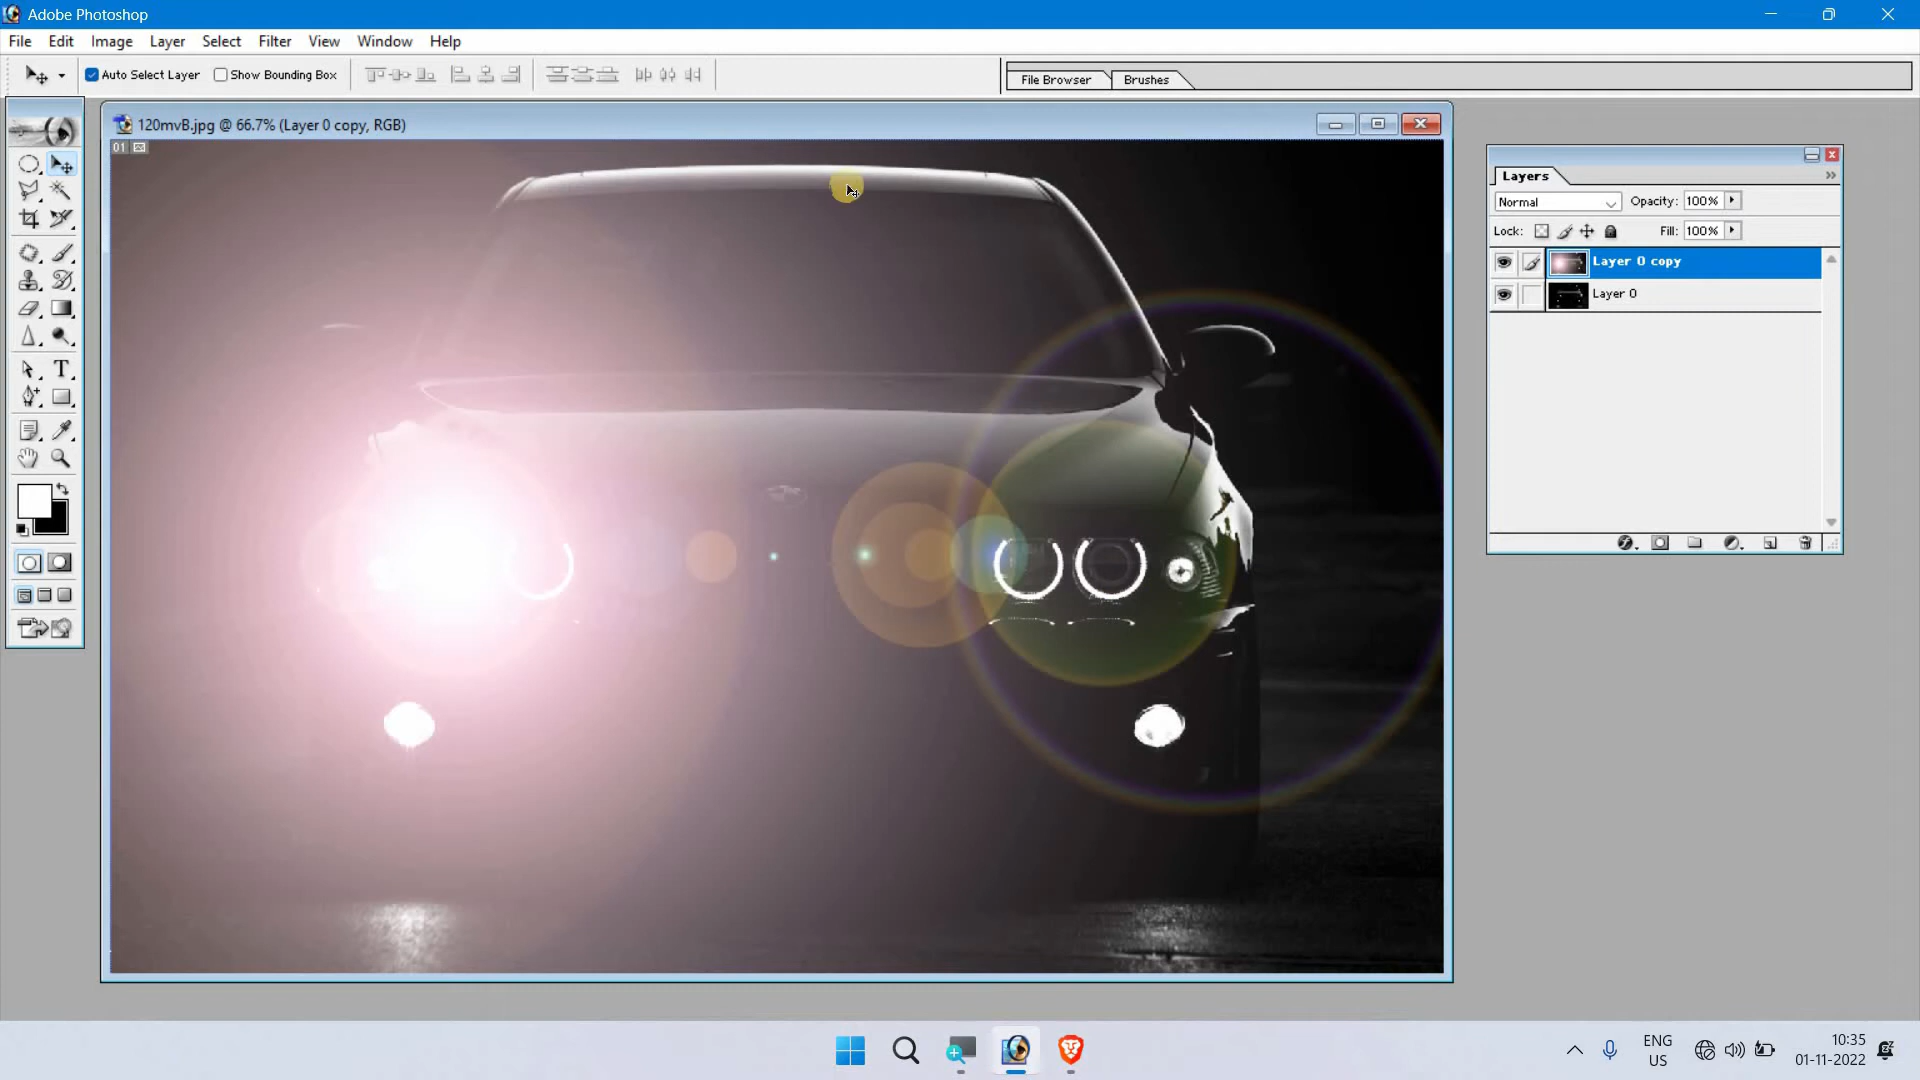 Adobe Photoshop
File Edit Image Layer Select Filter View Window Help
Auto Select Layer Show Bounding Box
File Browser Brushes
120mvB.jpg @ 66.7% (Layer 0 copy, RGB)
01
Layers
Normal Opacity: 100%
Lock: Fill: 100%
Layer 0 copy
Layer 0
T
ENG
US
10:35
01-11-2022